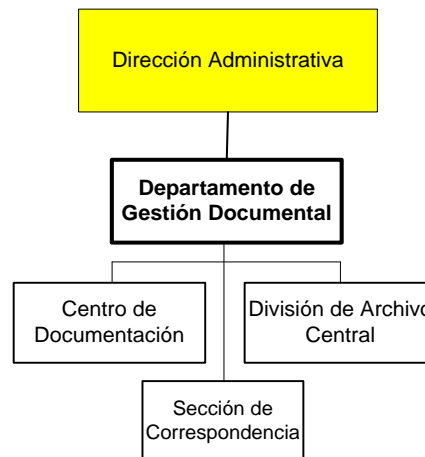 Dirección Administrativa
Departamento de
Gestión Documental
Centro de
Documentación
División de Archivo
Central
Sección de
Correspondencia